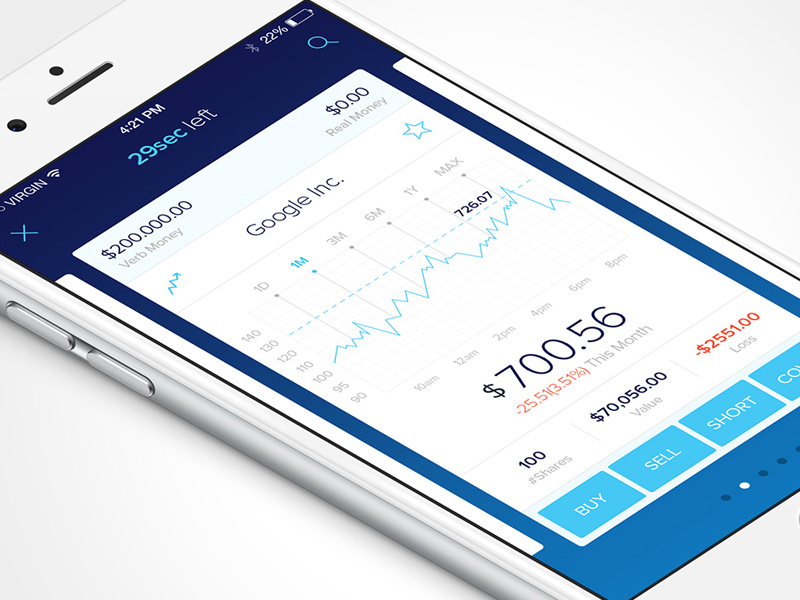 VIRGIN 4:21 PM 22%
29sec left
$200.000.00 $0.00
Verb Money Real Money
Google Inc.
1D 1M 3M 6M 1Y MAX
726.07
140
130
120
110
100
95
90
10am 12am 2pm 4pm 6pm 8pm
$700.56
-25.51(3.51%) This Month
100 $70,056.00 -$2551.00
#Shares Value Loss
BUY SELL SHORT